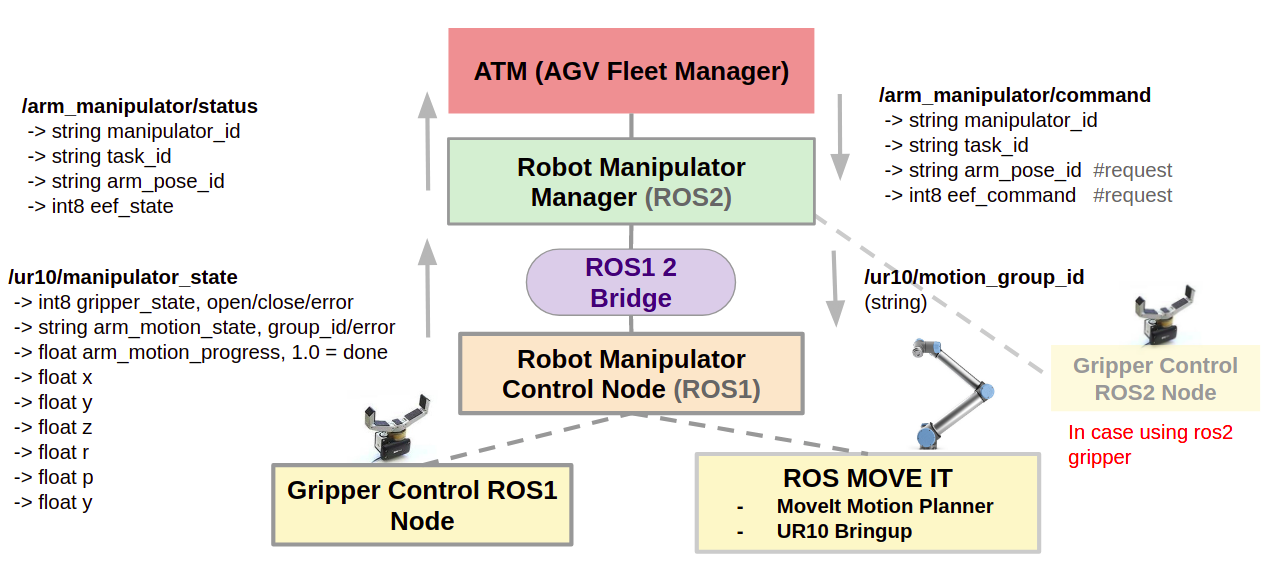 ATM (AGV Fleet Manager)
/arm_manipulator/status
-> string manipulator_id
-> string task_id
-> string arm_pose_id
-> int8 eef_state
/arm_manipulator/command
-> string manipulator_id
-> string task_id
-> string arm_pose_id #request
-> int8 eef_command #request
Robot Manipulator
Manager (ROS2)
ROS1 2
Bridge
/ur10/manipulator_state
-> int8 gripper_state, open/close/error
-> string arm_motion_state, group_id/error
-> float arm_motion_progress, 1.0 = done
-> float x
-> float y
-> float z
-> float r
-> float p
-> float y
/ur10/motion_group_id
(string)
Robot Manipulator
Control Node (ROS1)
Gripper Control
ROS2 Node
In case using ros2
gripper
Gripper Control ROS1
Node
ROS MOVE IT
- MoveIt Motion Planner
- UR10 Bringup